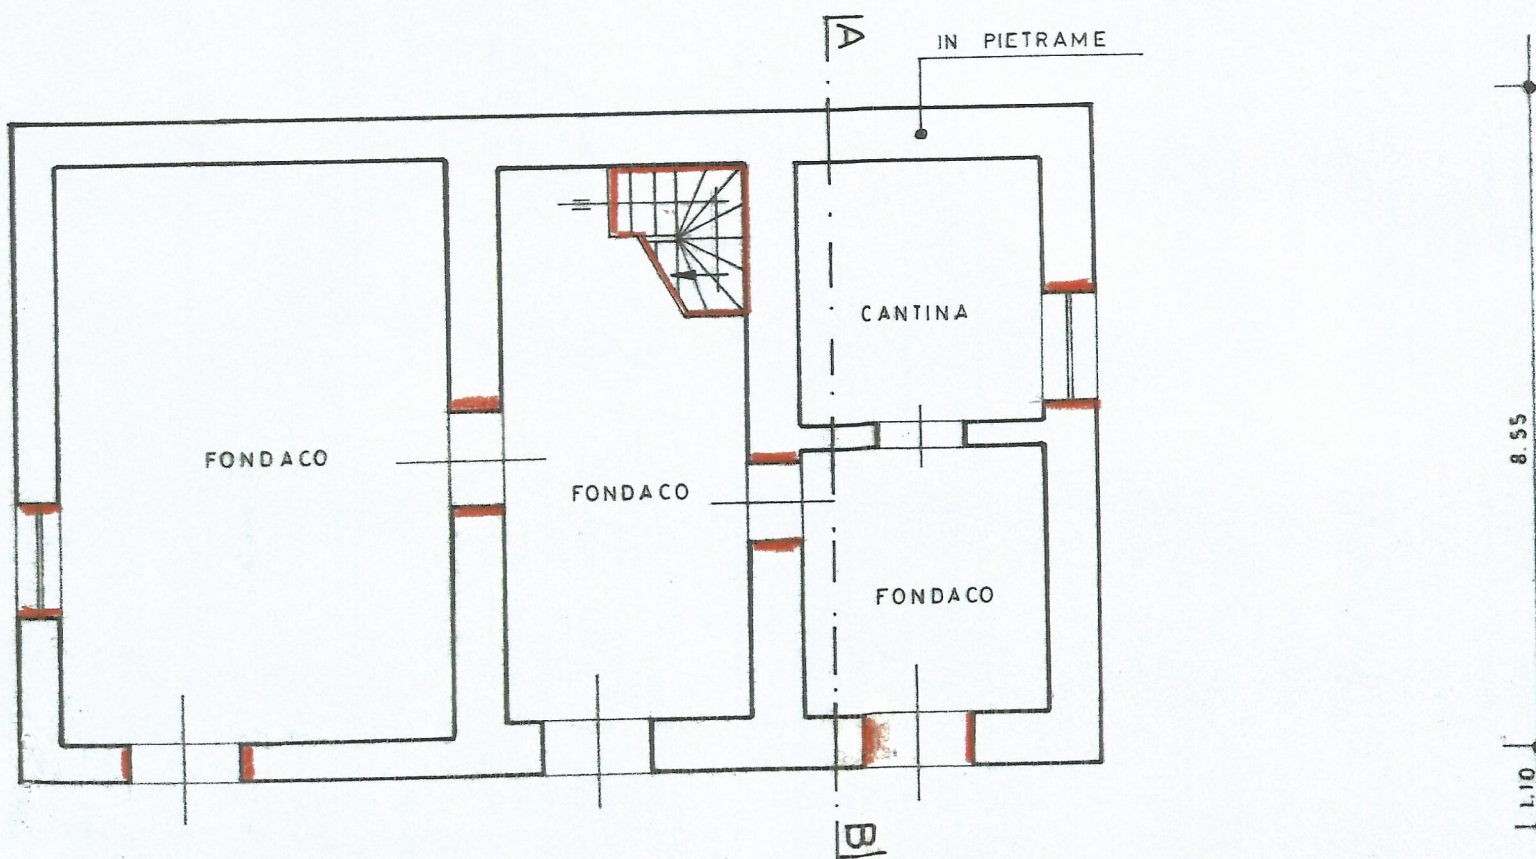 A
IN PIETRAME
CANTINA
8.55
FONDACO
FONDACO
FONDACO
1.10
B